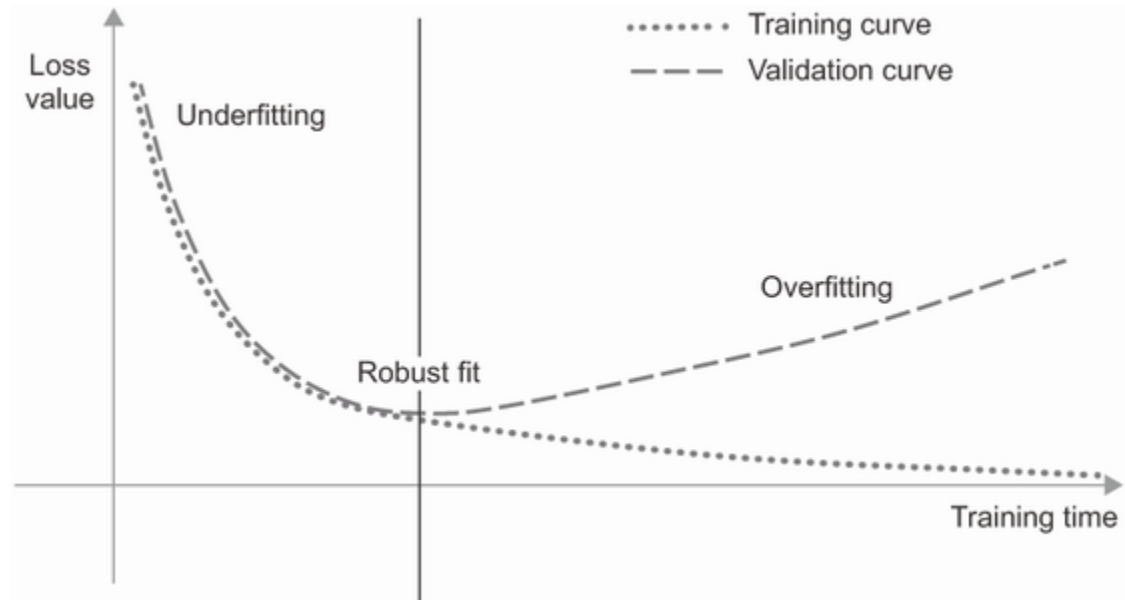 Training curve
Validation curve
Loss
value
Underfitting
Overfitting
Robust fit
Training time